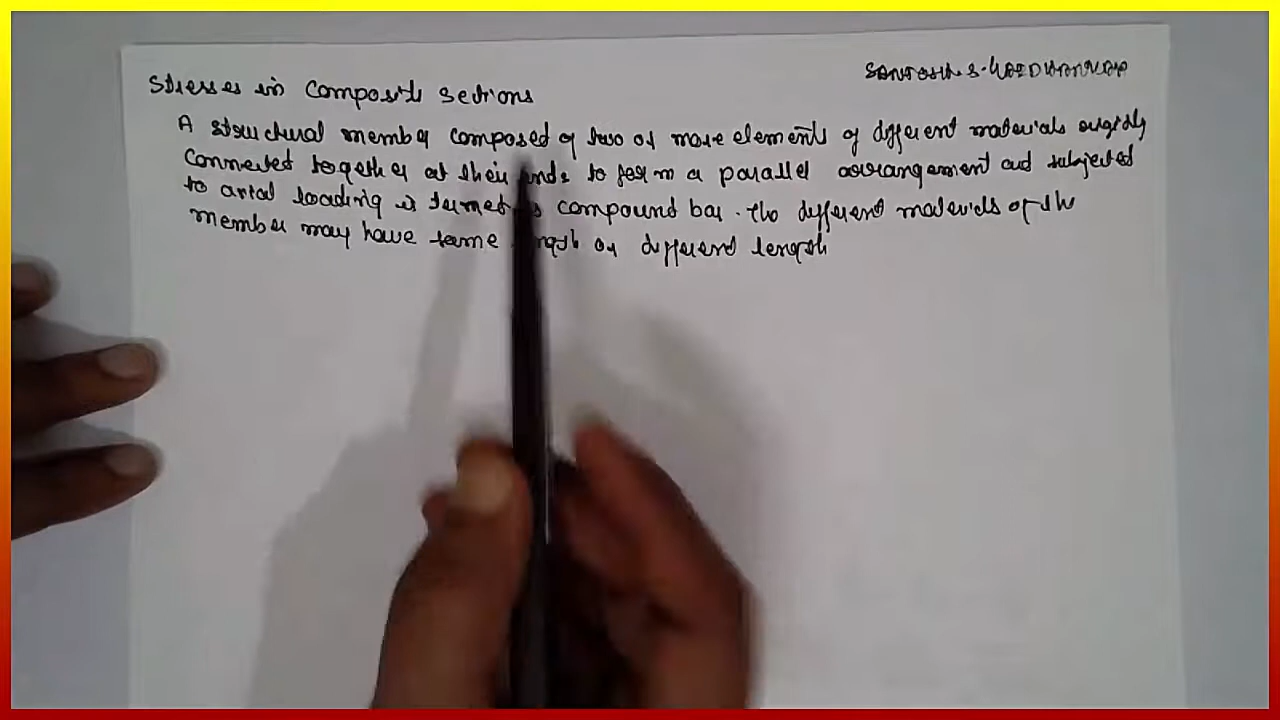 Stresses in Composite Sections
A structural member composed of two or more elements of different materials rigidly
connected together at their ends to form a parallel arrangement and subjected
to axial loading is termed as compound bar. The different materials of the
member may have same length or different length